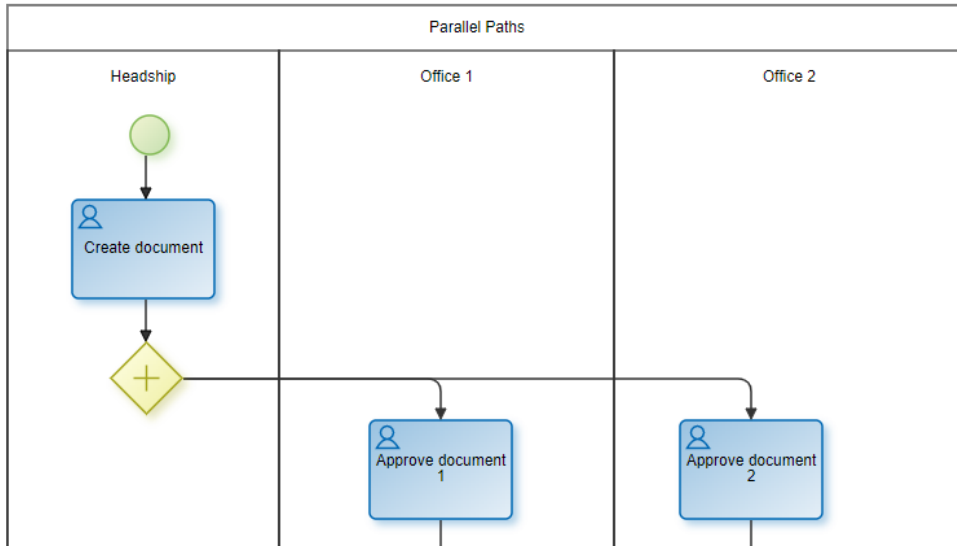 Parallel Paths
Headship
Office 1
Office 2
Create document
Approve document
1
Approve document
2